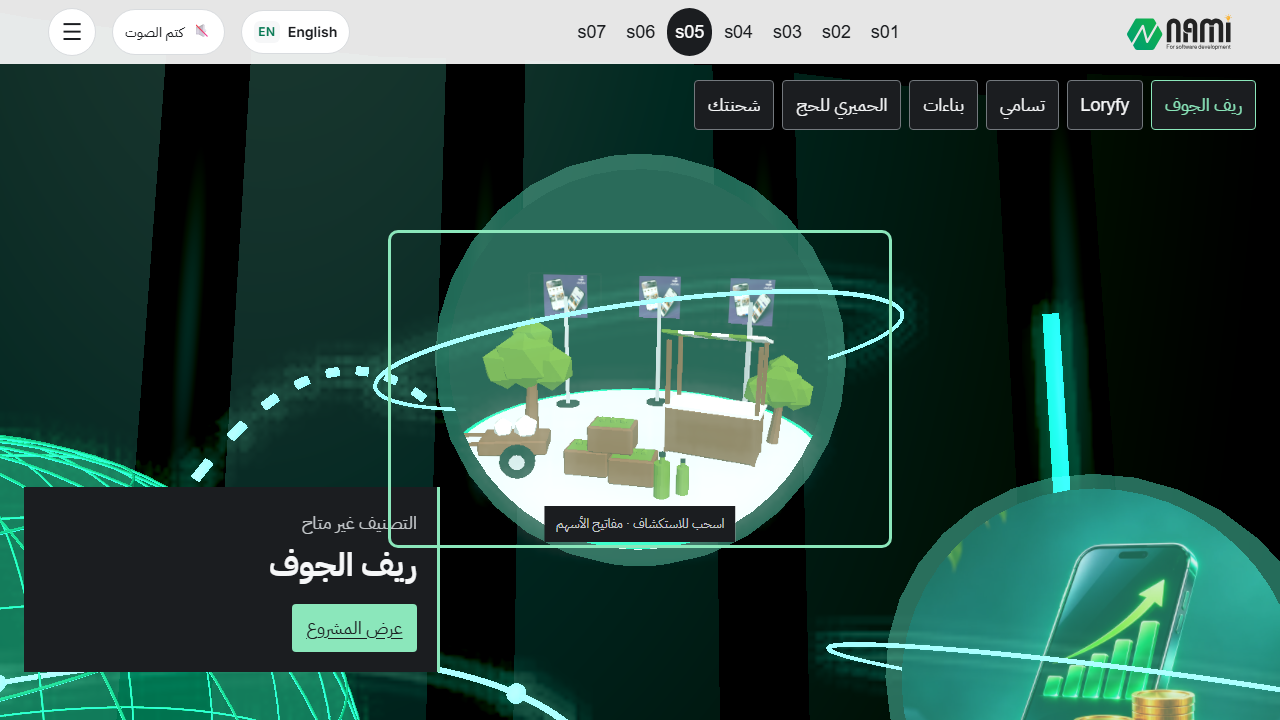 NAMi
For software development
s01
s02
s03
s04
s05
s06
s07
English EN
كتم الصوت
ريف الجوف
Loryfy
تسامي
بناءات
الحميري للحج
شحنتك
اسحب للاستكشاف · مفاتيح الأسهم
التصنيف غير متاح
ريف الجوف
عرض المشروع